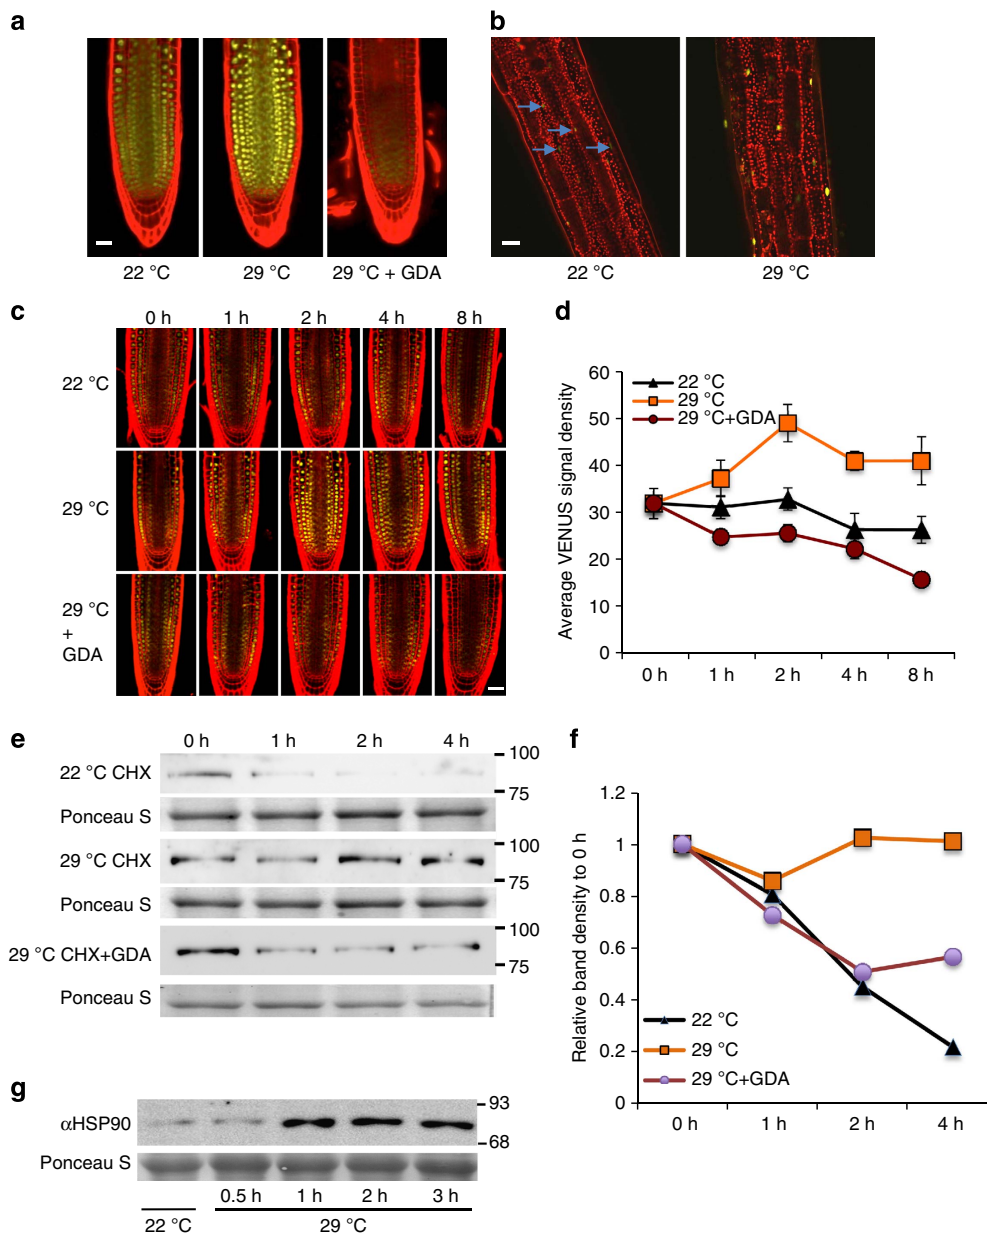 a
22 °C
29 °C
29 °C + GDA
b
22 °C
29 °C
c
0 h 1 h 2 h 4 h 8 h
22 °C
29 °C
29 °C
+
GDA
d
60
50
40
30
20
10
0
Average VENUS signal density
22 °C
29 °C
29 °C+GDA
0 h 1 h 2 h 4 h 8 h
e
0 h 1 h 2 h 4 h
22 °C CHX
100
75
Ponceau S
29 °C CHX
100
75
Ponceau S
29 °C CHX+GDA
100
75
Ponceau S
f
1.2
1
0.8
0.6
0.4
0.2
0
Relative band density to 0 h
22 °C
29 °C
29 °C+GDA
0 h 1 h 2 h 4 h
g
αHSP90
93
68
Ponceau S
0.5 h 1 h 2 h 3 h
22 °C 29 °C